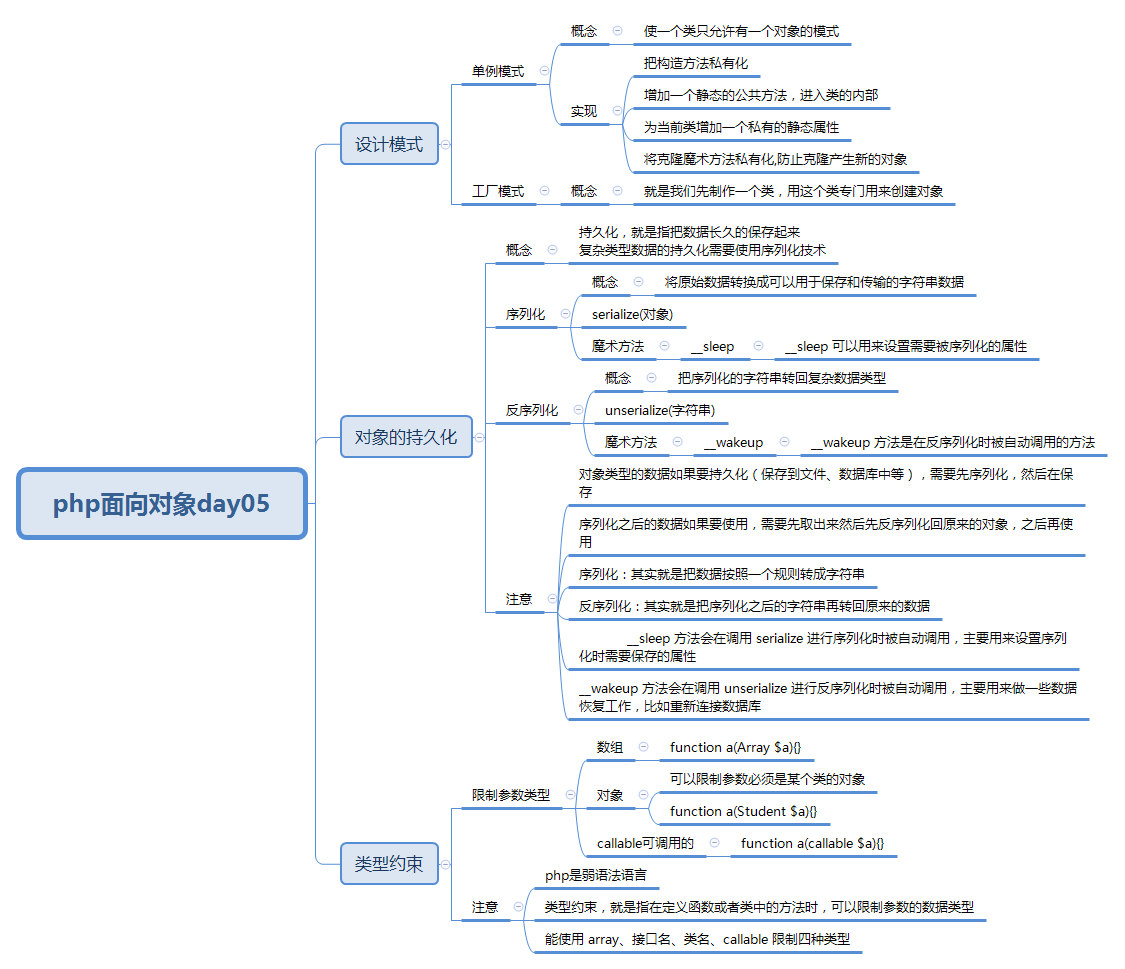 php面向对象day05
设计模式
单例模式
概念
使一个类只允许有一个对象的模式
实现
把构造方法私有化
增加一个静态的公共方法，进入类的内部
为当前类增加一个私有的静态属性
将克隆魔术方法私有化,防止克隆产生新的对象
工厂模式
概念
就是我们先制作一个类，用这个类专门用来创建对象
对象的持久化
概念
持久化，就是指把数据长久的保存起来
复杂类型数据的持久化需要使用序列化技术
序列化
概念
将原始数据转换成可以用于保存和传输的字符串数据
serialize(对象)
魔术方法
__sleep
__sleep 可以用来设置需要被序列化的属性
反序列化
概念
把序列化的字符串转回复杂数据类型
unserialize(字符串)
魔术方法
__wakeup
__wakeup 方法是在反序列化时被自动调用的方法
注意
对象类型的数据如果要持久化（保存到文件、数据库中等），需要先序列化，然后在保
存
序列化之后的数据如果要使用，需要先取出来然后先反序列化回原来的对象，之后再使
用
序列化：其实就是把数据按照一个规则转成字符串
反序列化：其实就是把序列化之后的字符串再转回原来的数据
__sleep 方法会在调用 serialize 进行序列化时被自动调用，主要用来设置序列
化时需要保存的属性
__wakeup 方法会在调用 unserialize 进行反序列化时被自动调用，主要用来做一些数据
恢复工作，比如重新连接数据库
类型约束
限制参数类型
数组
function a(Array $a){}
对象
可以限制参数必须是某个类的对象
function a(Student $a){}
callable可调用的
function a(callable $a){}
注意
php是弱语法语言
类型约束，就是指在定义函数或者类中的方法时，可以限制参数的数据类型
能使用 array、接口名、类名、callable 限制四种类型